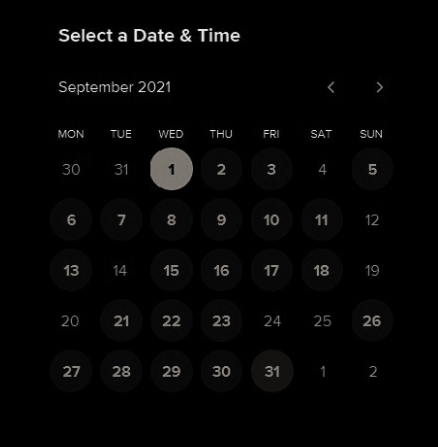 Select a Date & Time
September 2021
MON TUE WED THU FRI SAT SUN
30 31 1 2 3 4 5
6 7 8 9 10 11 12
13 14 15 16 17 18 19
20 21 22 23 24 25 26
27 28 29 30 31 1 2